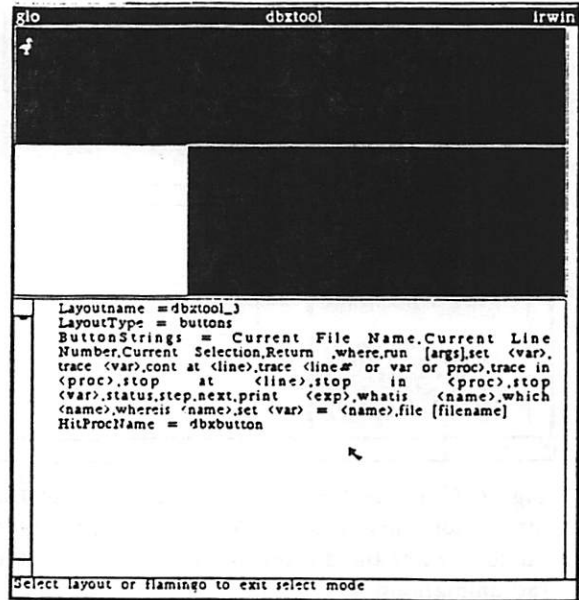 glo dbxtool irwin
Layoutname = dbxtool_3
LayoutType = buttons
ButtonStrings = Current File Name,Current Line
Number,Current Selection,Return ,where,run [args],set <var>,
trace <var>,cont at <line>,trace <line# or var or proc>,trace in
<proc>,stop at <line>,stop in <proc>,stop
<var>,status,step,next,print <exp>,whatis <name>,which
<name>,whereis <name>,set <var> = <name>,file [filename]
HitProcName = dbxbutton
Select layout or flamingo to exit select mode